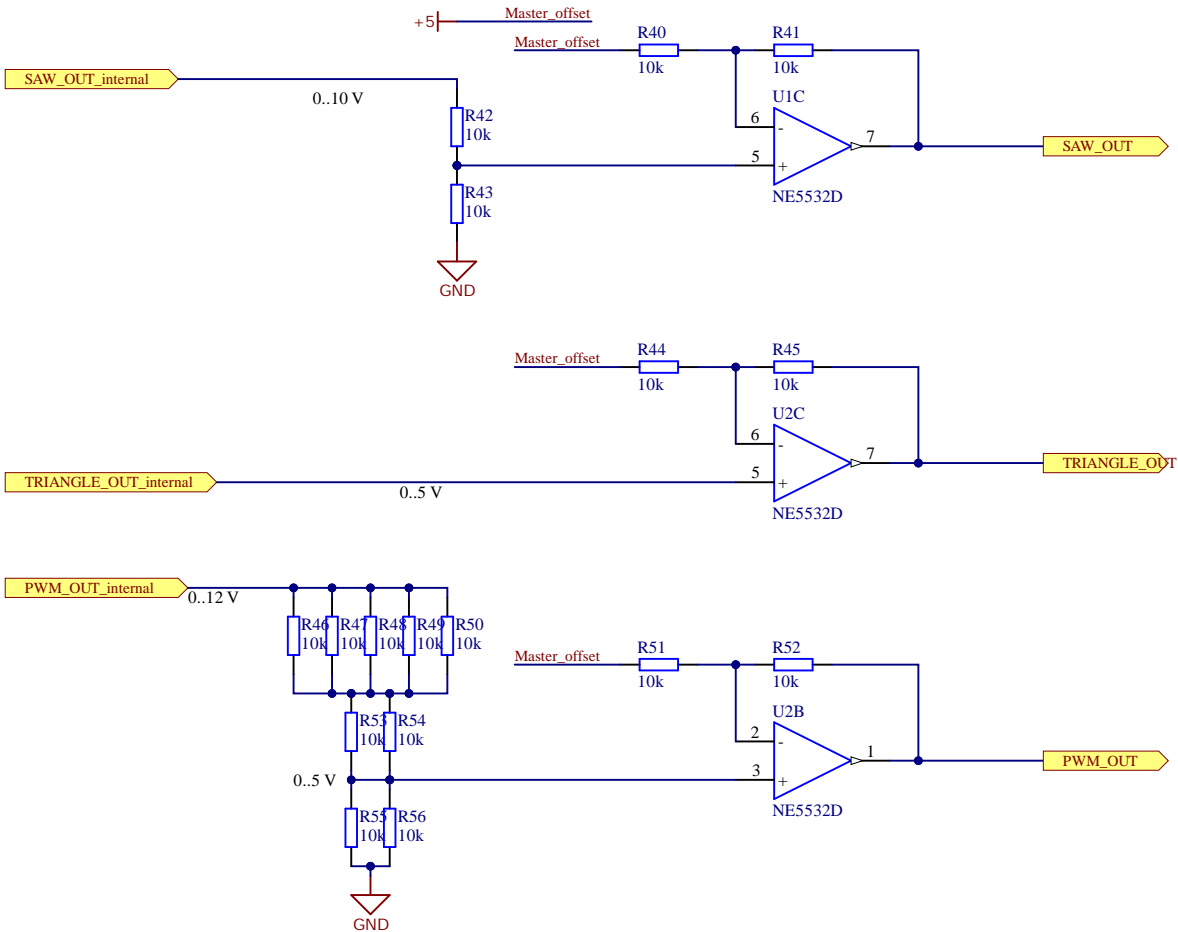 +5
Master_offset
Master_offset
R40
10k
R41
10k
SAW_OUT_internal
0..10 V
R42
10k
R43
10k
GND
U1C
6
-
5
+
7
NE5532D
SAW_OUT
Master_offset
R44
10k
R45
10k
TRIANGLE_OUT_internal
0..5 V
U2C
6
-
5
+
7
NE5532D
TRIANGLE_OUT
PWM_OUT_internal
0..12 V
R46
10k
R47
10k
R48
10k
R49
10k
R50
10k
R53
10k
R54
10k
0..5 V
R55
10k
R56
10k
GND
Master_offset
R51
10k
R52
10k
U2B
2
-
3
+
1
NE5532D
PWM_OUT